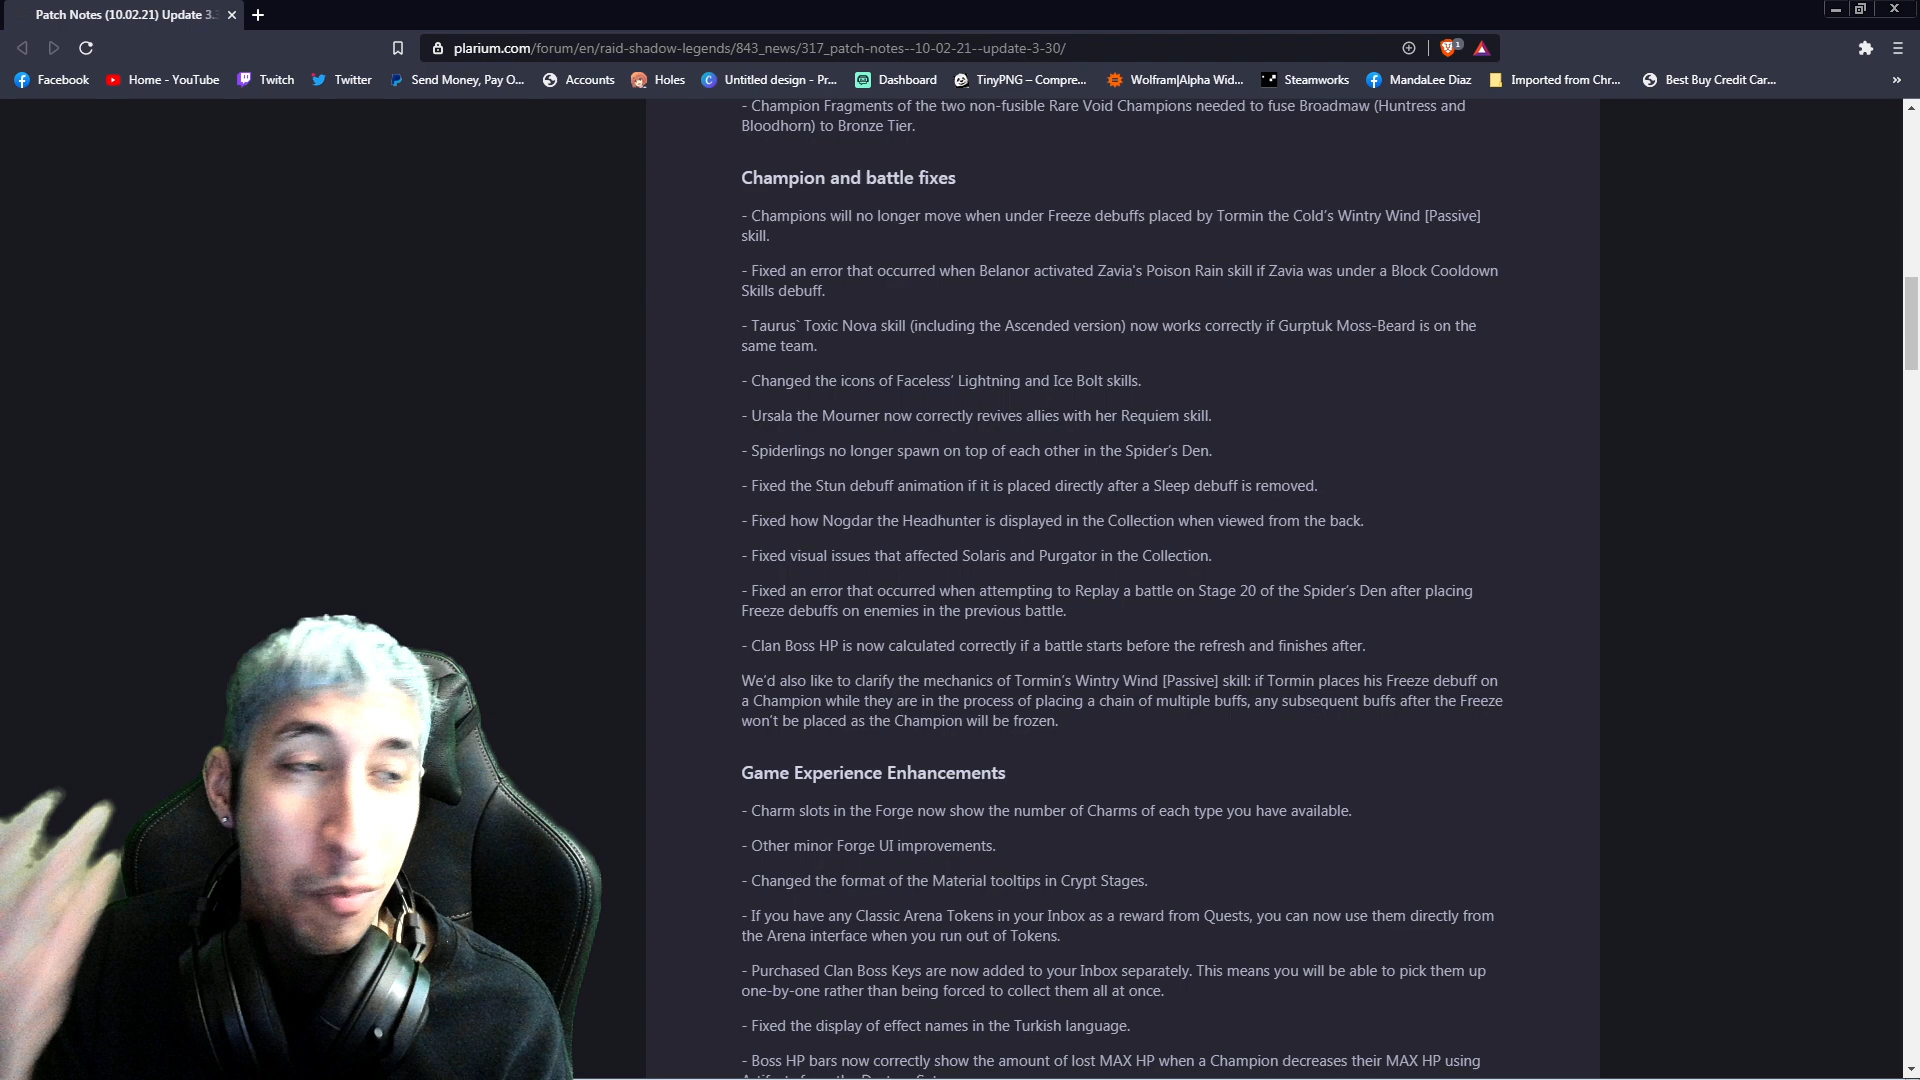 Patch Notes (10.02.21) Update 3.
plarium.com/forum/en/raid-shadow-legends/843_news/317_patch-notes--10-02-21--update-3-30/
1
Facebook Home - YouTube Twitch Twitter Send Money, Pay O... Accounts Holes Untitled design - Pr... Dashboard TinyPNG – Compre... Wolfram|Alpha Wid... Steamworks MandaLee Diaz Imported from Chr... Best Buy Credit Car... »
- Champion Fragments of the two non-fusible Rare Void Champions needed to fuse Broadmaw (Huntress and
Bloodhorn) to Bronze Tier.
Champion and battle fixes
- Champions will no longer move when under Freeze debuffs placed by Tormin the Cold’s Wintry Wind [Passive]
skill.
- Fixed an error that occurred when Belanor activated Zavia's Poison Rain skill if Zavia was under a Block Cooldown
Skills debuff.
- Taurus` Toxic Nova skill (including the Ascended version) now works correctly if Gurptuk Moss-Beard is on the
same team.
- Changed the icons of Faceless’ Lightning and Ice Bolt skills.
- Ursala the Mourner now correctly revives allies with her Requiem skill.
- Spiderlings no longer spawn on top of each other in the Spider’s Den.
- Fixed the Stun debuff animation if it is placed directly after a Sleep debuff is removed.
- Fixed how Nogdar the Headhunter is displayed in the Collection when viewed from the back.
- Fixed visual issues that affected Solaris and Purgator in the Collection.
- Fixed an error that occurred when attempting to Replay a battle on Stage 20 of the Spider’s Den after placing
Freeze debuffs on enemies in the previous battle.
- Clan Boss HP is now calculated correctly if a battle starts before the refresh and finishes after.
We’d also like to clarify the mechanics of Tormin’s Wintry Wind [Passive] skill: if Tormin places his Freeze debuff on
a Champion while they are in the process of placing a chain of multiple buffs, any subsequent buffs after the Freeze
won’t be placed as the Champion will be frozen.
Game Experience Enhancements
- Charm slots in the Forge now show the number of Charms of each type you have available.
- Other minor Forge UI improvements.
- Changed the format of the Material tooltips in Crypt Stages.
- If you have any Classic Arena Tokens in your Inbox as a reward from Quests, you can now use them directly from
the Arena interface when you run out of Tokens.
- Purchased Clan Boss Keys are now added to your Inbox separately. This means you will be able to pick them up
one-by-one rather than being forced to collect them all at once.
- Fixed the display of effect names in the Turkish language.
- Boss HP bars now correctly show the amount of lost MAX HP when a Champion decreases their MAX HP using